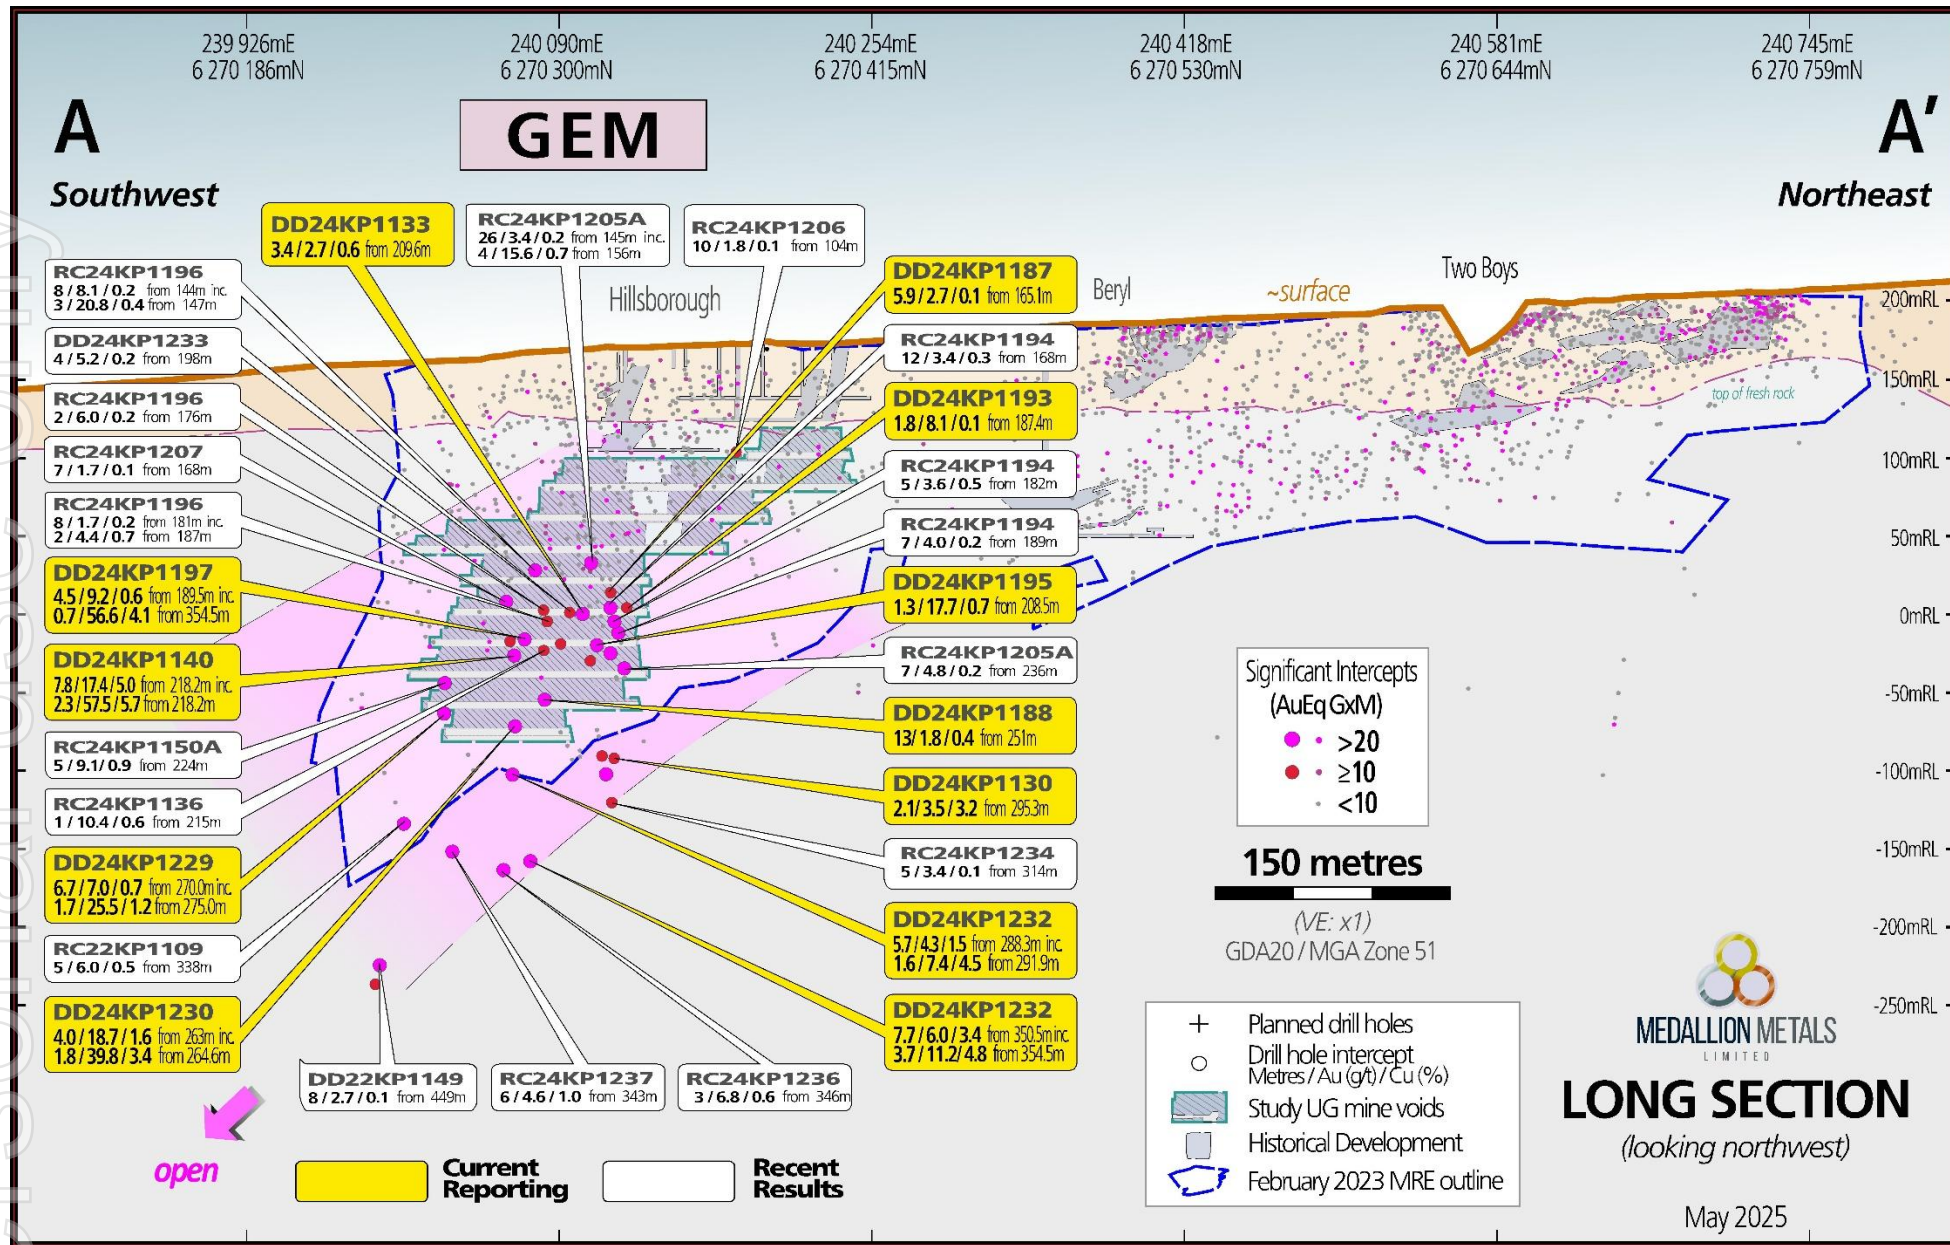 239 926mE
6 270 186mN
240 090mE
6 270 300mN
240 254mE
6 270 415mN
240 418mE
6 270 530mN
240 581mE
6 270 644mN
240 745mE
6 270 759mN
A
Southwest
GEM
A'
Northeast
DD24KP1133
3.4 / 2.7 / 0.6 from 209.6m
RC24KP1205A
26 / 3.4 / 0.2 from 145m inc.
4 / 15.6 / 0.7 from 156m
RC24KP1206
10 / 1.8 / 0.1 from 104m
Hillsborough
Beryl
~surface
Two Boys
top of fresh rock
RC24KP1196
8 / 8.1 / 0.2 from 144m inc.
3 / 20.8 / 0.4 from 147m
DD24KP1233
4 / 5.2 / 0.2 from 198m
RC24KP1196
2 / 6.0 / 0.2 from 176m
RC24KP1207
7 / 1.7 / 0.1 from 168m
RC24KP1196
8 / 1.7 / 0.2 from 181m inc.
2 / 4.4 / 0.7 from 187m
DD24KP1197
4.5 / 9.2 / 0.6 from 189.5m inc.
0.7 / 56.6 / 4.1 from 354.5m
DD24KP1140
7.8 / 17.4 / 5.0 from 218.2m inc.
2.3 / 57.5 / 5.7 from 218.2m
RC24KP1150A
5 / 9.1 / 0.9 from 224m
RC24KP1136
1 / 10.4 / 0.6 from 215m
DD24KP1229
6.7 / 7.0 / 0.7 from 270.0m inc.
1.7 / 25.5 / 1.2 from 275.0m
RC22KP1109
5 / 6.0 / 0.5 from 338m
DD24KP1230
4.0 / 18.7 / 1.6 from 263m inc.
1.8 / 39.8 / 3.4 from 264.6m
DD24KP1187
5.9 / 2.7 / 0.1 from 165.1m
RC24KP1194
12 / 3.4 / 0.3 from 168m
DD24KP1193
1.8 / 8.1 / 0.1 from 187.4m
RC24KP1194
5 / 3.6 / 0.5 from 182m
RC24KP1194
7 / 4.0 / 0.2 from 189m
DD24KP1195
1.3 / 17.7 / 0.7 from 208.5m
RC24KP1205A
7 / 4.8 / 0.2 from 236m
DD24KP1188
13/ 1.8 / 0.4 from 251m
DD24KP1130
2.1 / 3.5 / 3.2 from 295.3m
RC24KP1234
5 / 3.4 / 0.1 from 314m
DD24KP1232
5.7 / 4.3 / 1.5 from 288.3m inc.
1.6 / 7.4 / 4.5 from 291.9m
DD24KP1232
7.7 / 6.0 / 3.4 from 350.5m inc.
3.7 / 11.2 / 4.8 from 354.5m
DD22KP1149
8 / 2.7 / 0.1 from 449m
RC24KP1237
6 / 4.6 / 1.0 from 343m
RC24KP1236
3 / 6.8 / 0.6 from 346m
200mRL
150mRL
100mRL
50mRL
0mRL
-50mRL
-100mRL
-150mRL
-200mRL
-250mRL
Significant Intercepts
(AuEq GxM)
>20
≥10
<10
150 metres
(VE: x1)
GDA20 / MGA Zone 51
Planned drill holes
Drill hole intercept
Metres / Au (g/t) / Cu (%)
Study UG mine voids
Historical Development
February 2023 MRE outline
MEDALLION METALS
LIMITED
LONG SECTION
(looking northwest)
May 2025
open
Current
Reporting
Recent
Results